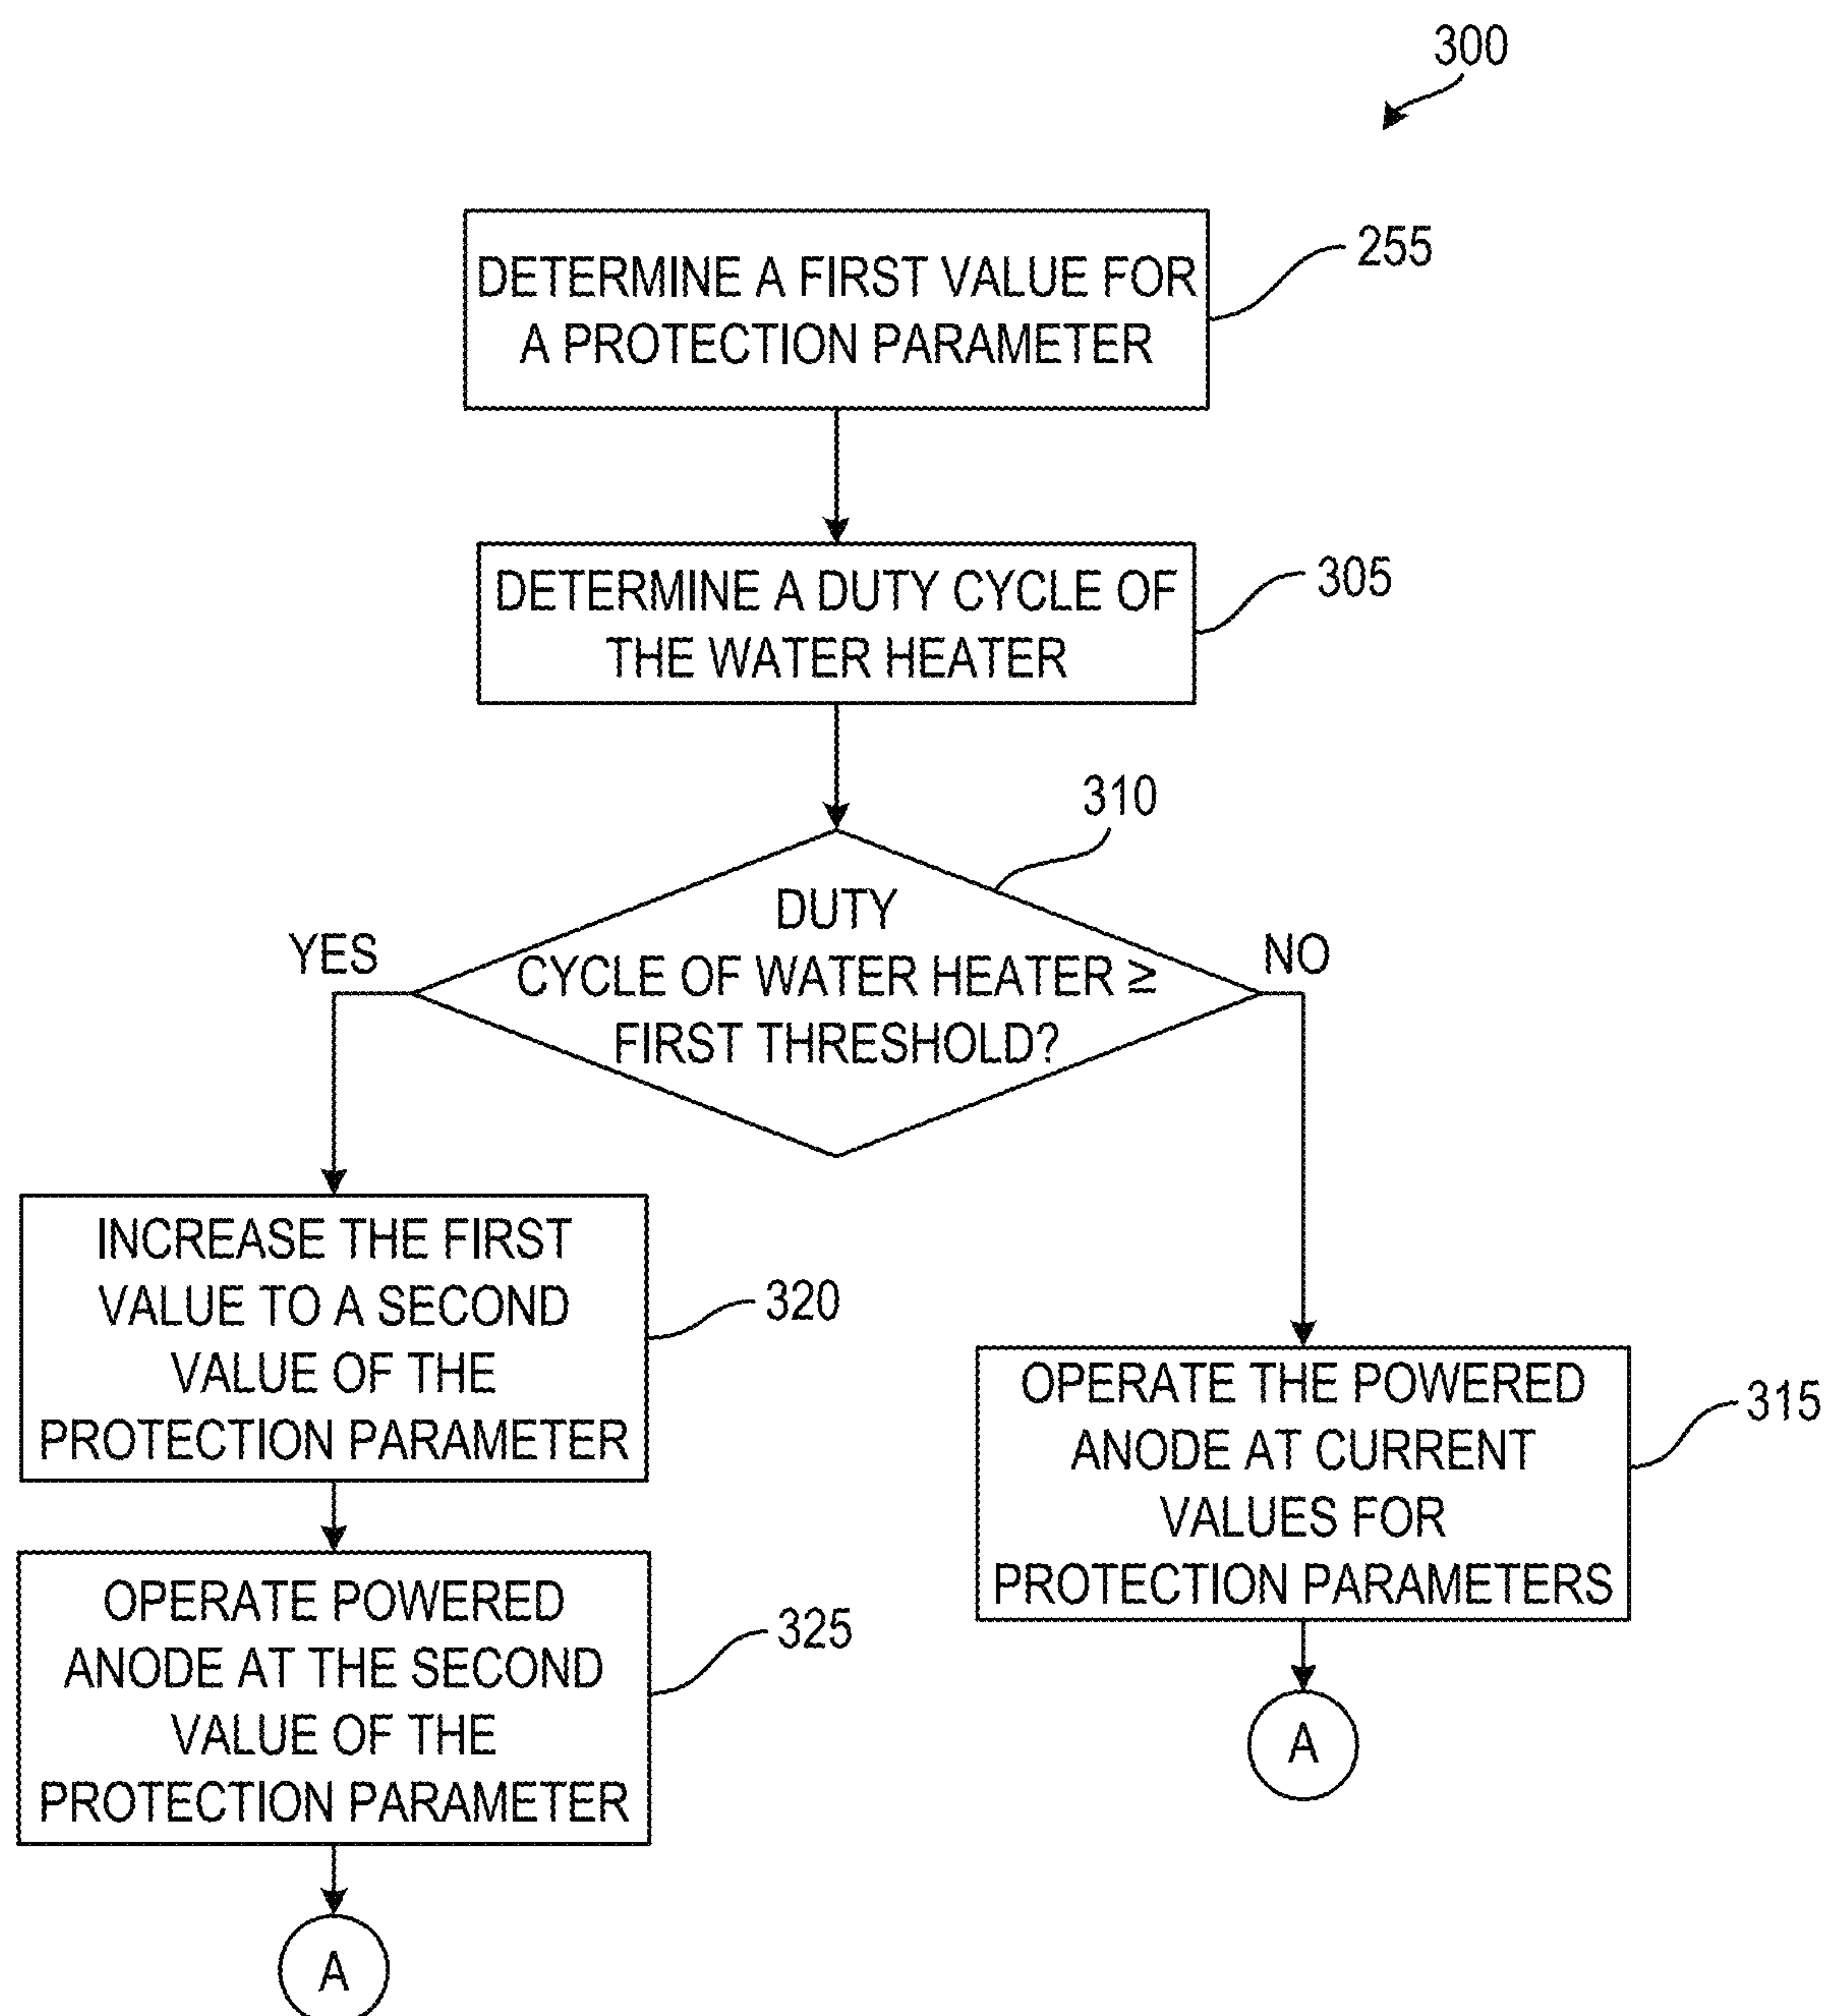 300
DETERMINE A FIRST VALUE FOR
A PROTECTION PARAMETER
255
DETERMINE A DUTY CYCLE OF
THE WATER HEATER
305
310
DUTY
CYCLE OF WATER HEATER ≥
FIRST THRESHOLD?
YES
NO
INCREASE THE FIRST
VALUE TO A SECOND
VALUE OF THE
PROTECTION PARAMETER
320
OPERATE THE POWERED
ANODE AT CURRENT
VALUES FOR
PROTECTION PARAMETERS
315
OPERATE POWERED
ANODE AT THE SECOND
VALUE OF THE
PROTECTION PARAMETER
325
A
A